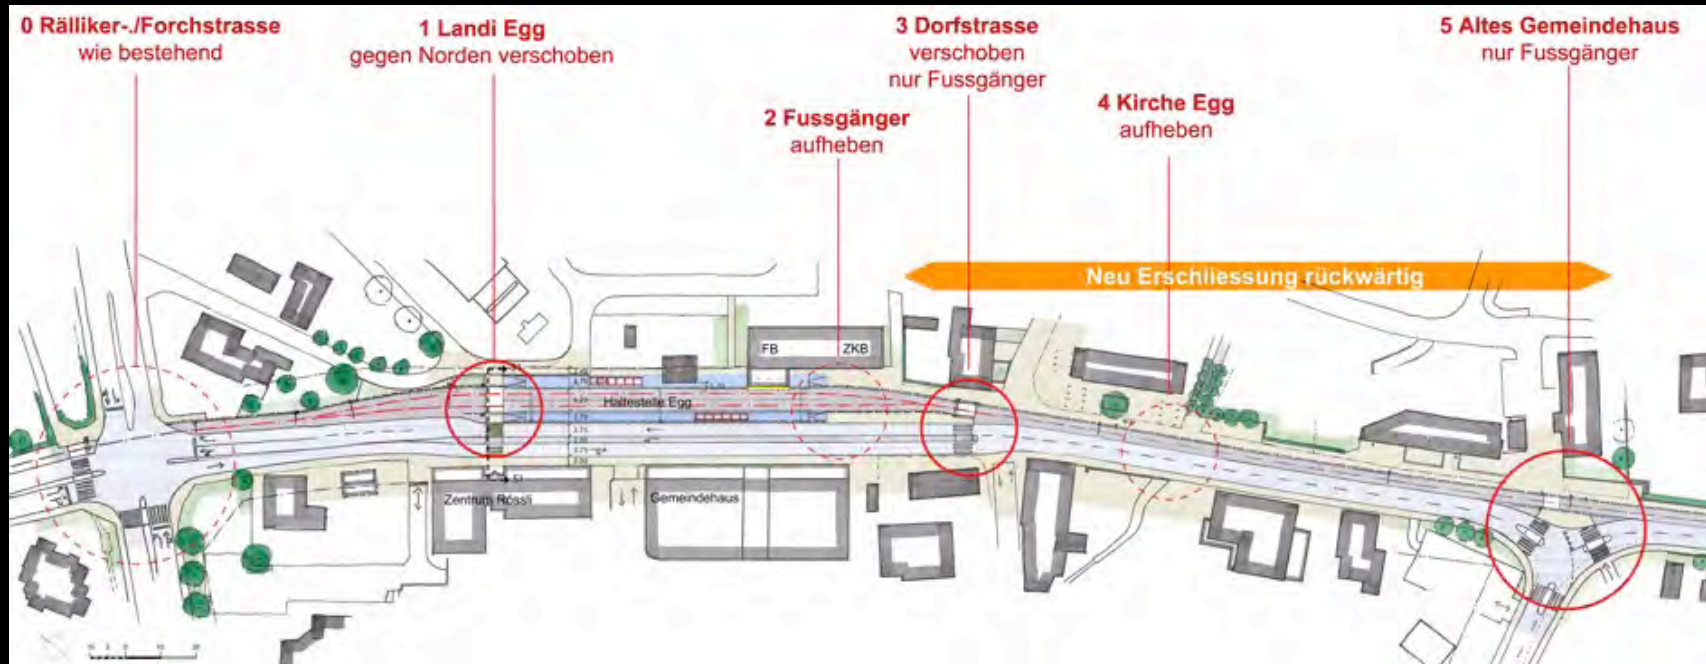 0 Rälliker-./Forchstrasse
wie bestehend
1 Landi Egg
gegen Norden verschoben
2 Fussgänger
aufheben
3 Dorfstrasse
verschoben
nur Fussgänger
4 Kirche Egg
aufheben
5 Altes Gemeindehaus
nur Fussgänger
Neu Erschliessung rückwärtig
FB
ZKB
Haltestelle Egg
Zentrum Rössli
Gemeindehaus